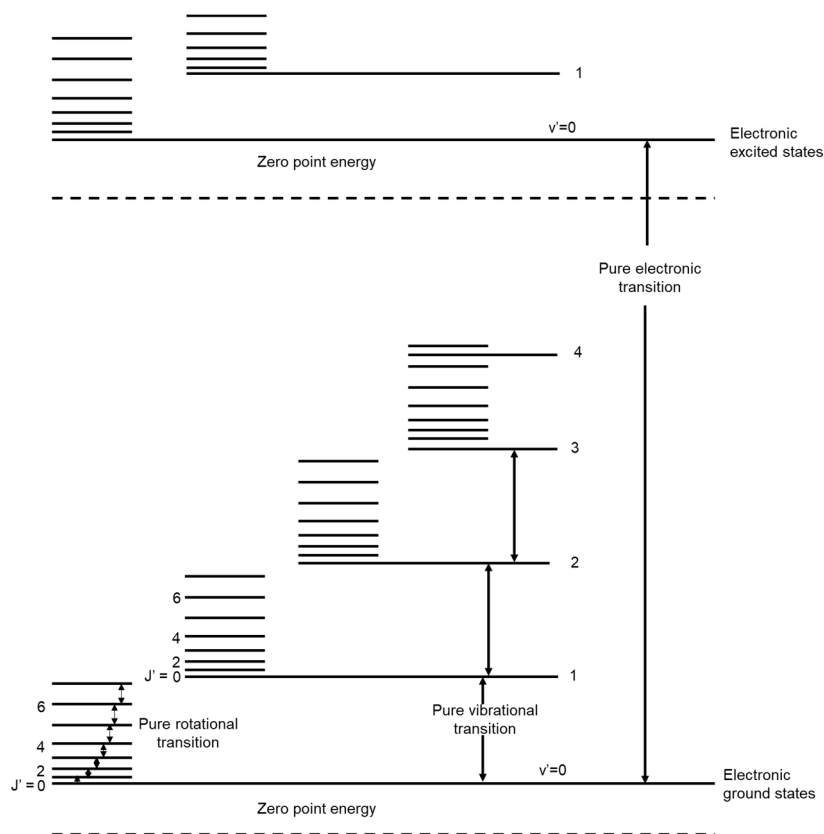 1
v'=0
Electronic
excited states
Zero point energy
Pure electronic
transition
4
3
2
6
4
2
J' = 0
1
6
Pure rotational
transition
Pure vibrational
transition
4
2
J' = 0
v'=0
Electronic
ground states
Zero point energy